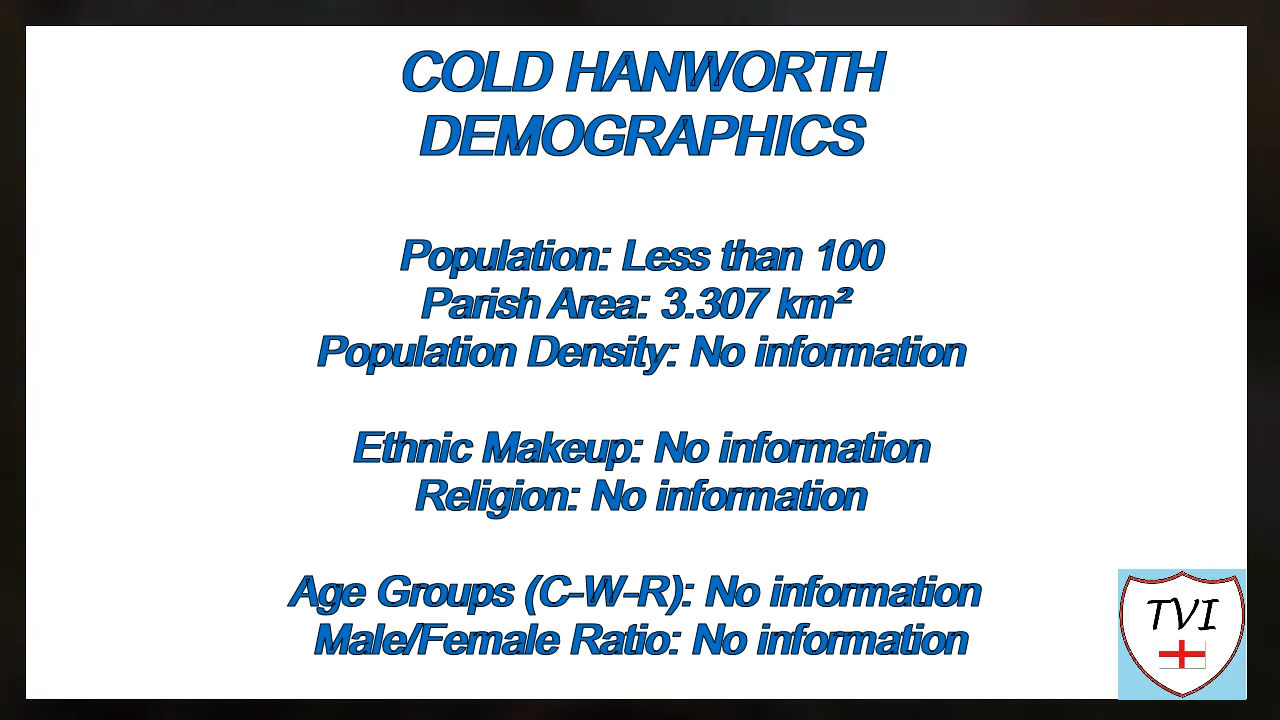 COLD HANWORTH
DEMOGRAPHICS
Population: Less than 100
Parish Area: 3.307 km²
Population Density: No information
Ethnic Makeup: No information
Religion: No information
Age Groups (C-W-R): No information
Male/Female Ratio: No information
TVI